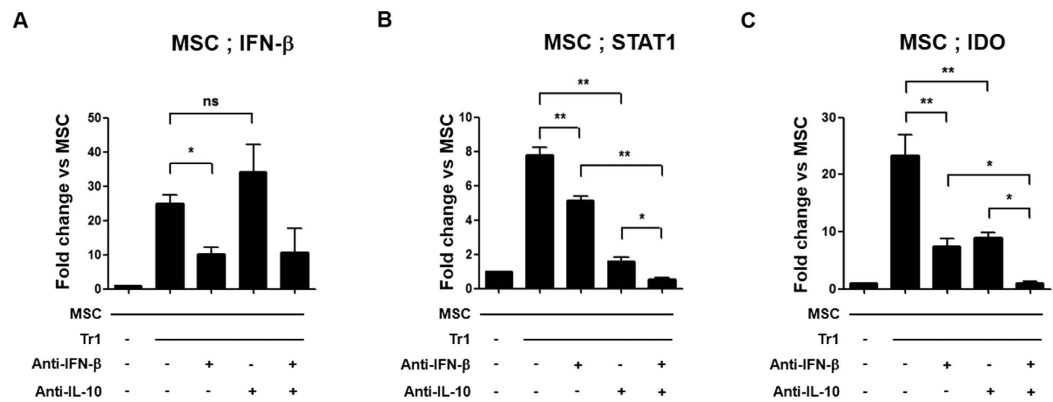 A
MSC ; IFN-β
Fold change vs MSC
50
40
30
20
10
0
*
ns
MSC
Tr1
Anti-IFN-β
Anti-IL-10
- - + - +
- - - + +
B
MSC ; STAT1
Fold change vs MSC
10
8
6
4
2
0
**
**
**
*
MSC
Tr1
Anti-IFN-β
Anti-IL-10
- - + - +
- - - + +
C
MSC ; IDO
Fold change vs MSC
30
20
10
0
**
**
*
*
MSC
Tr1
Anti-IFN-β
Anti-IL-10
- - + - +
- - - + +